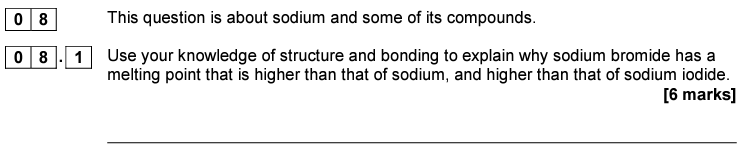 0 8 This question is about sodium and some of its compounds.
0 8 . 1 Use your knowledge of structure and bonding to explain why sodium bromide has a
melting point that is higher than that of sodium, and higher than that of sodium iodide.
[6 marks]